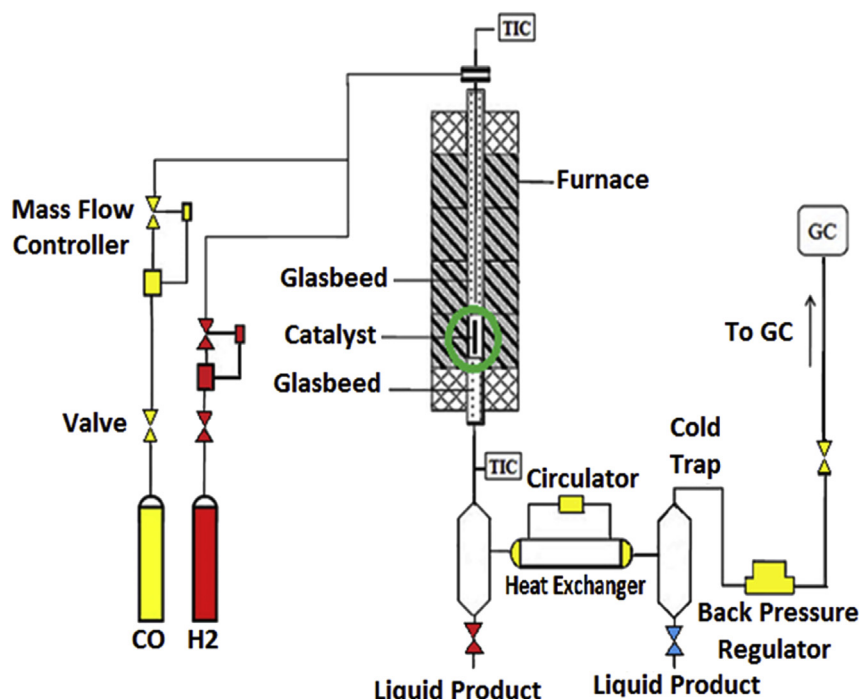 TIC
Furnace
Mass Flow
Controller
GC
Glasbeed
Catalyst
To GC
Glasbeed
Valve
Cold
Trap
TIC
Circulator
Heat Exchanger
Back Pressure
Regulator
CO
H2
Liquid Product
Liquid Product